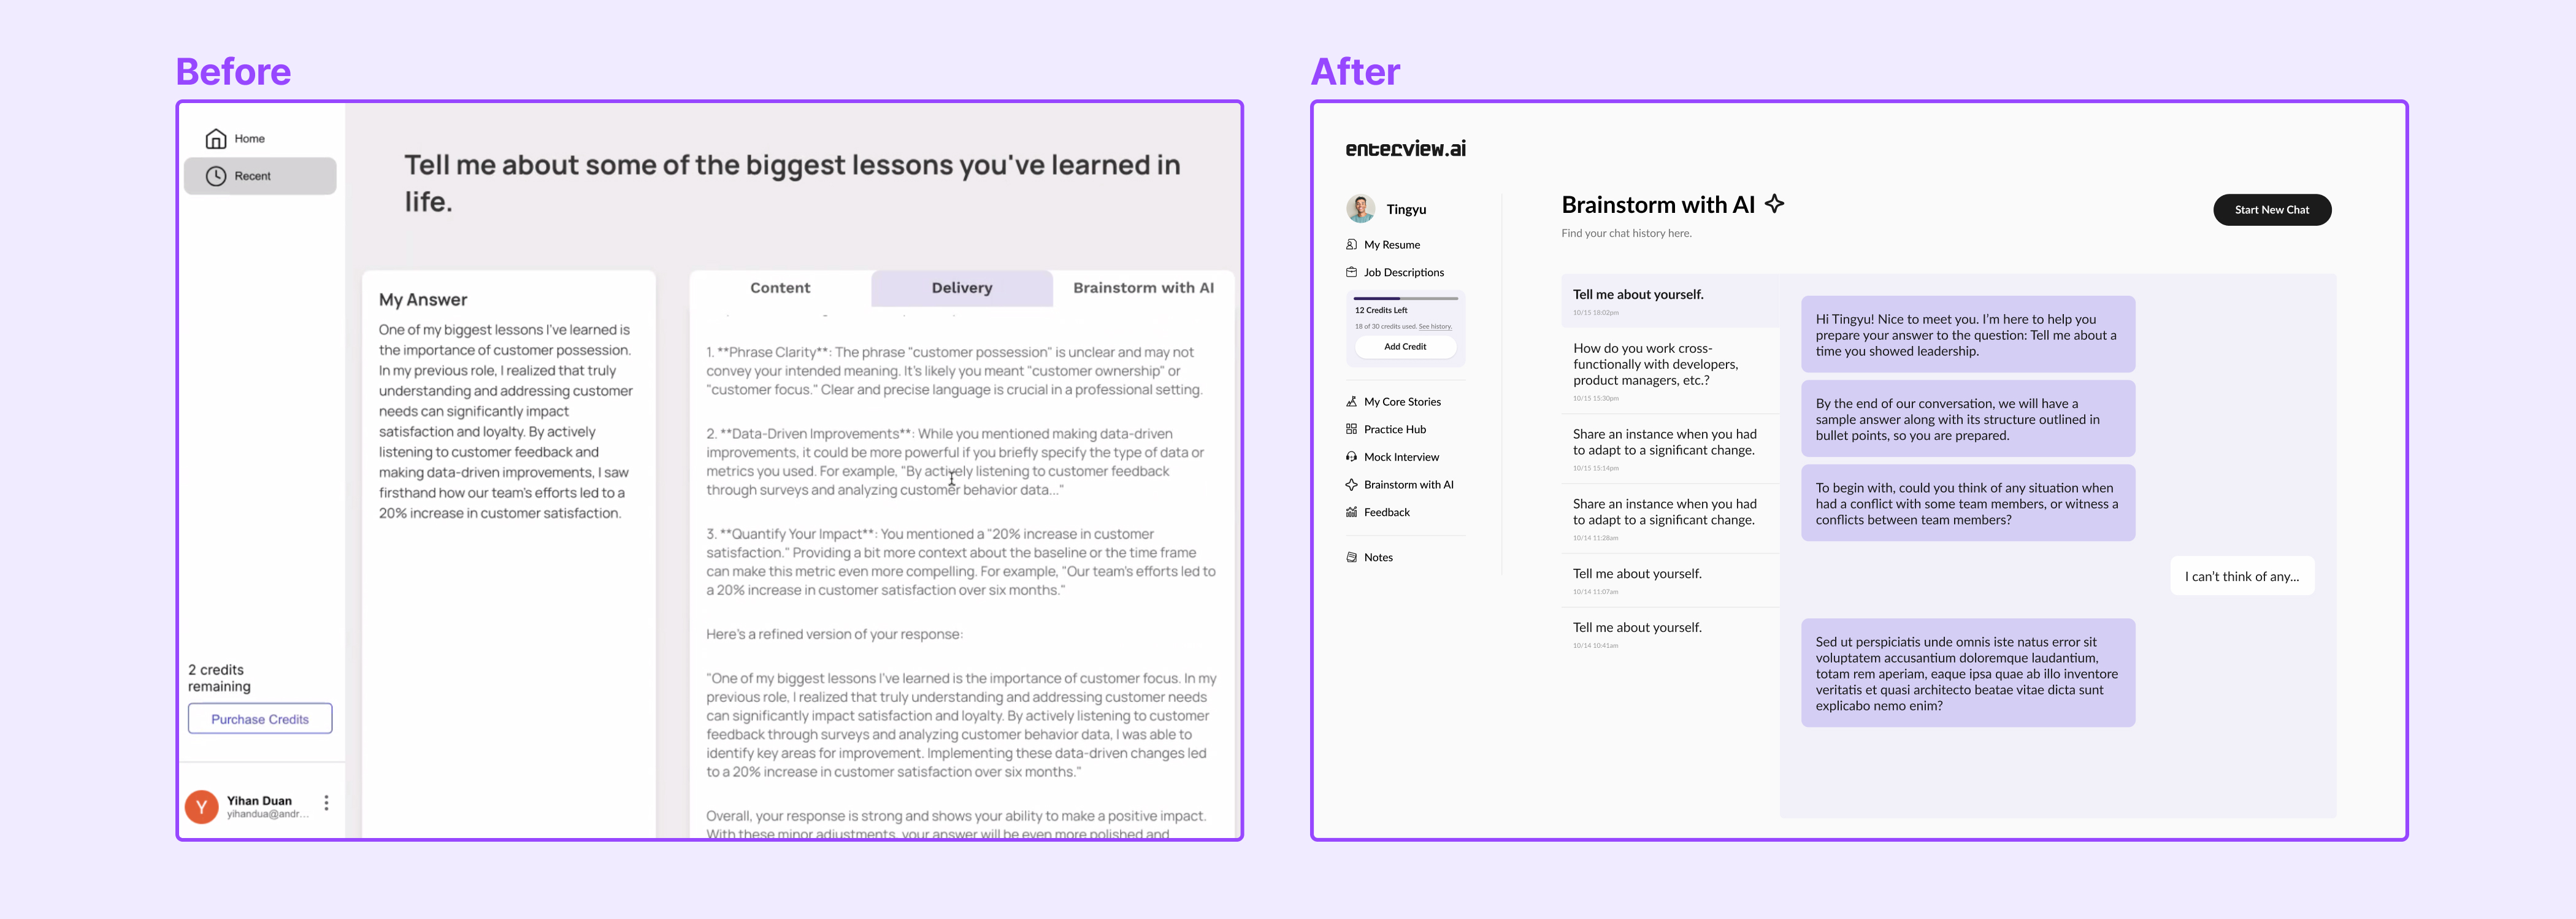 Before
Home
Recent
Tell me about some of the biggest lessons you've learned in
life.
My Answer
One of my biggest lessons I've learned is
the importance of customer possession.
In my previous role, I realized that truly
understanding and addressing customer
needs can significantly impact
satisfaction and loyalty. By actively
listening to customer feedback and
making data-driven improvements, I saw
firsthand how our team's efforts led to a
20% increase in customer satisfaction.
Content
Delivery
Brainstorm with AI
1. **Phrase Clarity**: The phrase "customer possession" is unclear and may not
convey your intended meaning. It's likely you meant "customer ownership" or
"customer focus." Clear and precise language is crucial in a professional setting.
2. **Data-Driven Improvements**: While you mentioned making data-driven
improvements, it could be more powerful if you briefly specify the type of data or
metrics you used. For example, "By actively listening to customer feedback
through surveys and analyzing customer behavior data..."
3. **Quantify Your Impact**: You mentioned a "20% increase in customer
satisfaction." Providing a bit more context about the baseline or the time frame
can make this metric even more compelling. For example, "Our team's efforts led to
a 20% increase in customer satisfaction over six months."
Here's a refined version of your response:
"One of my biggest lessons I've learned is the importance of customer focus. In my
previous role, I realized that truly understanding and addressing customer needs
can significantly impact satisfaction and loyalty. By actively listening to customer
feedback through surveys and analyzing customer behavior data, I was able to
identify key areas for improvement. Implementing these data-driven changes led
to a 20% increase in customer satisfaction over six months."
Overall, your response is strong and shows your ability to make a positive impact.
With these minor adjustments, your answer will be even more polished and
2 credits
remaining
Purchase Credits
Y
Yihan Duan
yihandua@andr...
After
enterview.ai
Tingyu
My Resume
Job Descriptions
12 Credits Left
18 of 30 credits used. See history.
Add Credit
My Core Stories
Practice Hub
Mock Interview
Brainstorm with AI
Feedback
Notes
Brainstorm with AI
Find your chat history here.
Start New Chat
Tell me about yourself.
10/15 18:02pm
How do you work cross-
functionally with developers,
product managers, etc.?
10/15 15:30pm
Share an instance when you had
to adapt to a significant change.
10/15 15:14pm
Share an instance when you had
to adapt to a significant change.
10/14 11:28am
Tell me about yourself.
10/14 11:07am
Tell me about yourself.
10/14 10:41am
Hi Tingyu! Nice to meet you. I'm here to help you
prepare your answer to the question: Tell me about a
time you showed leadership.
By the end of our conversation, we will have a
sample answer along with its structure outlined in
bullet points, so you are prepared.
To begin with, could you think of any situation when
had a conflict with some team members, or witness a
conflicts between team members?
I can't think of any...
Sed ut perspiciatis unde omnis iste natus error sit
voluptatem accusantium doloremque laudantium,
totam rem aperiam, eaque ipsa quae ab illo inventore
veritatis et quasi architecto beatae vitae dicta sunt
explicabo nemo enim?